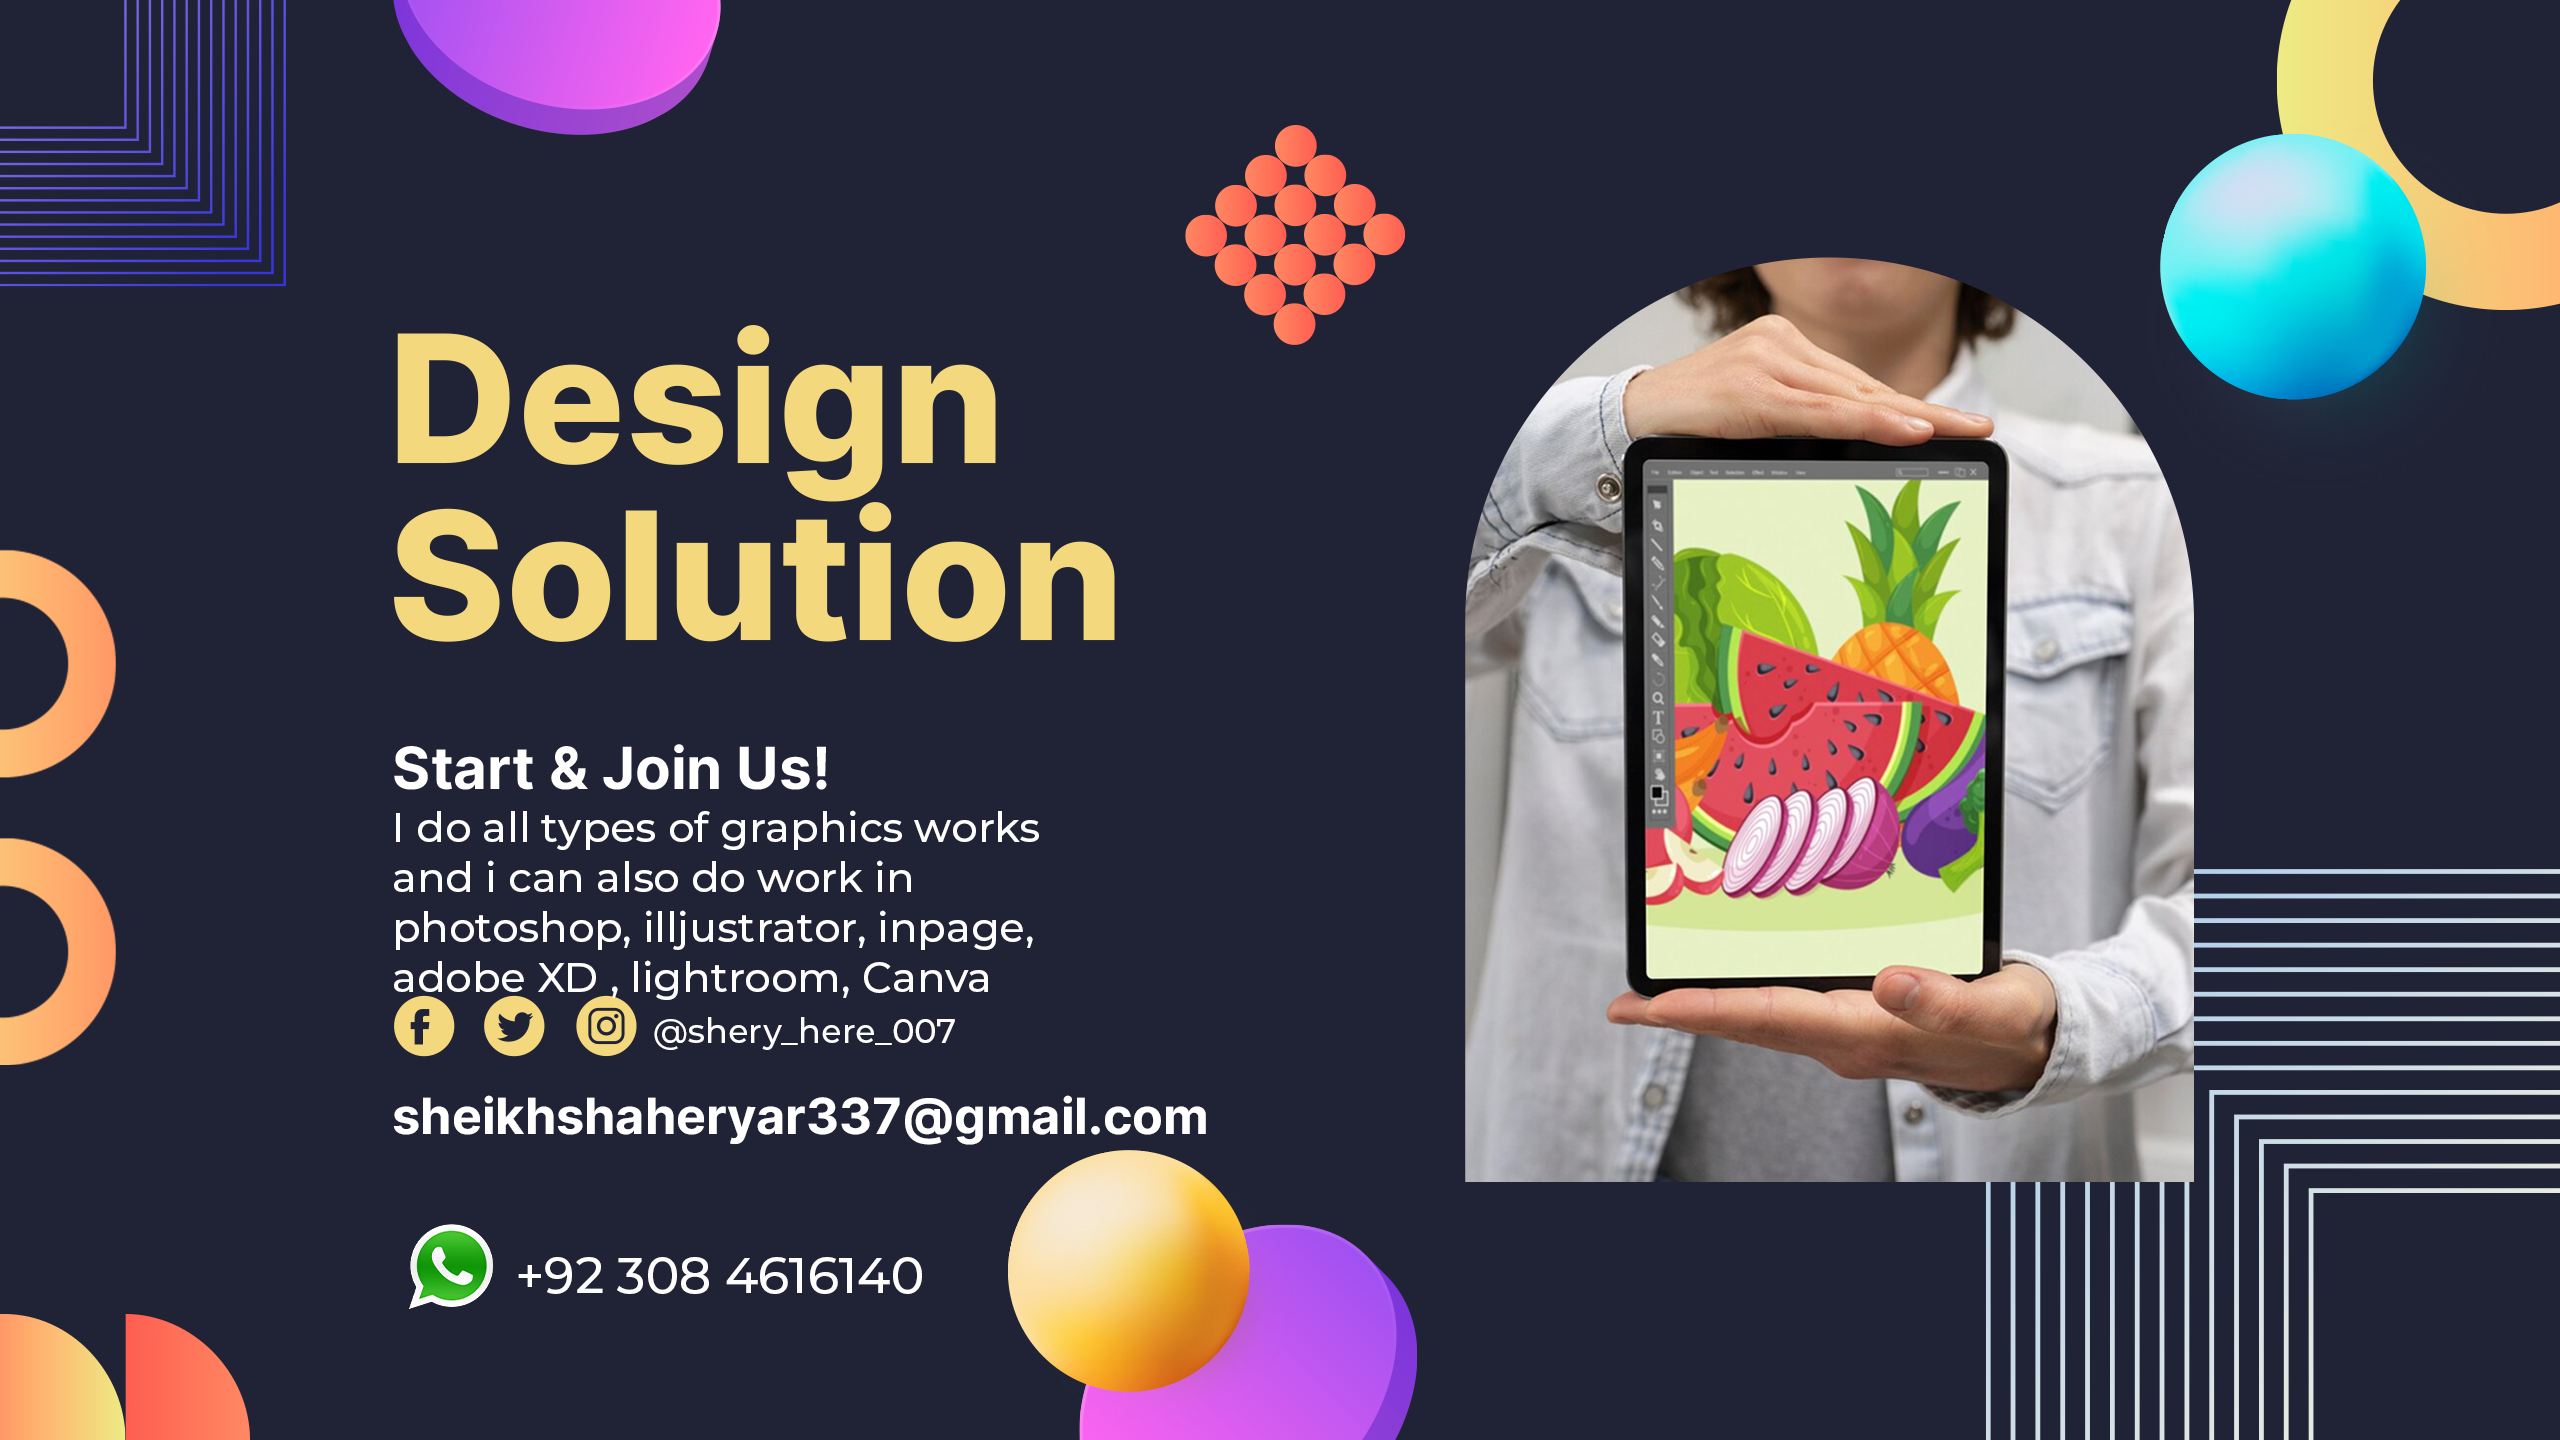 Design
Solution
Start & Join Us!
I do all types of graphics works
and i can also do work in
photoshop, illjustrator, inpage,
adobe XD , lightroom, Canva
@shery_here_007
sheikhshaheryar337@gmail.com
+92 308 4616140